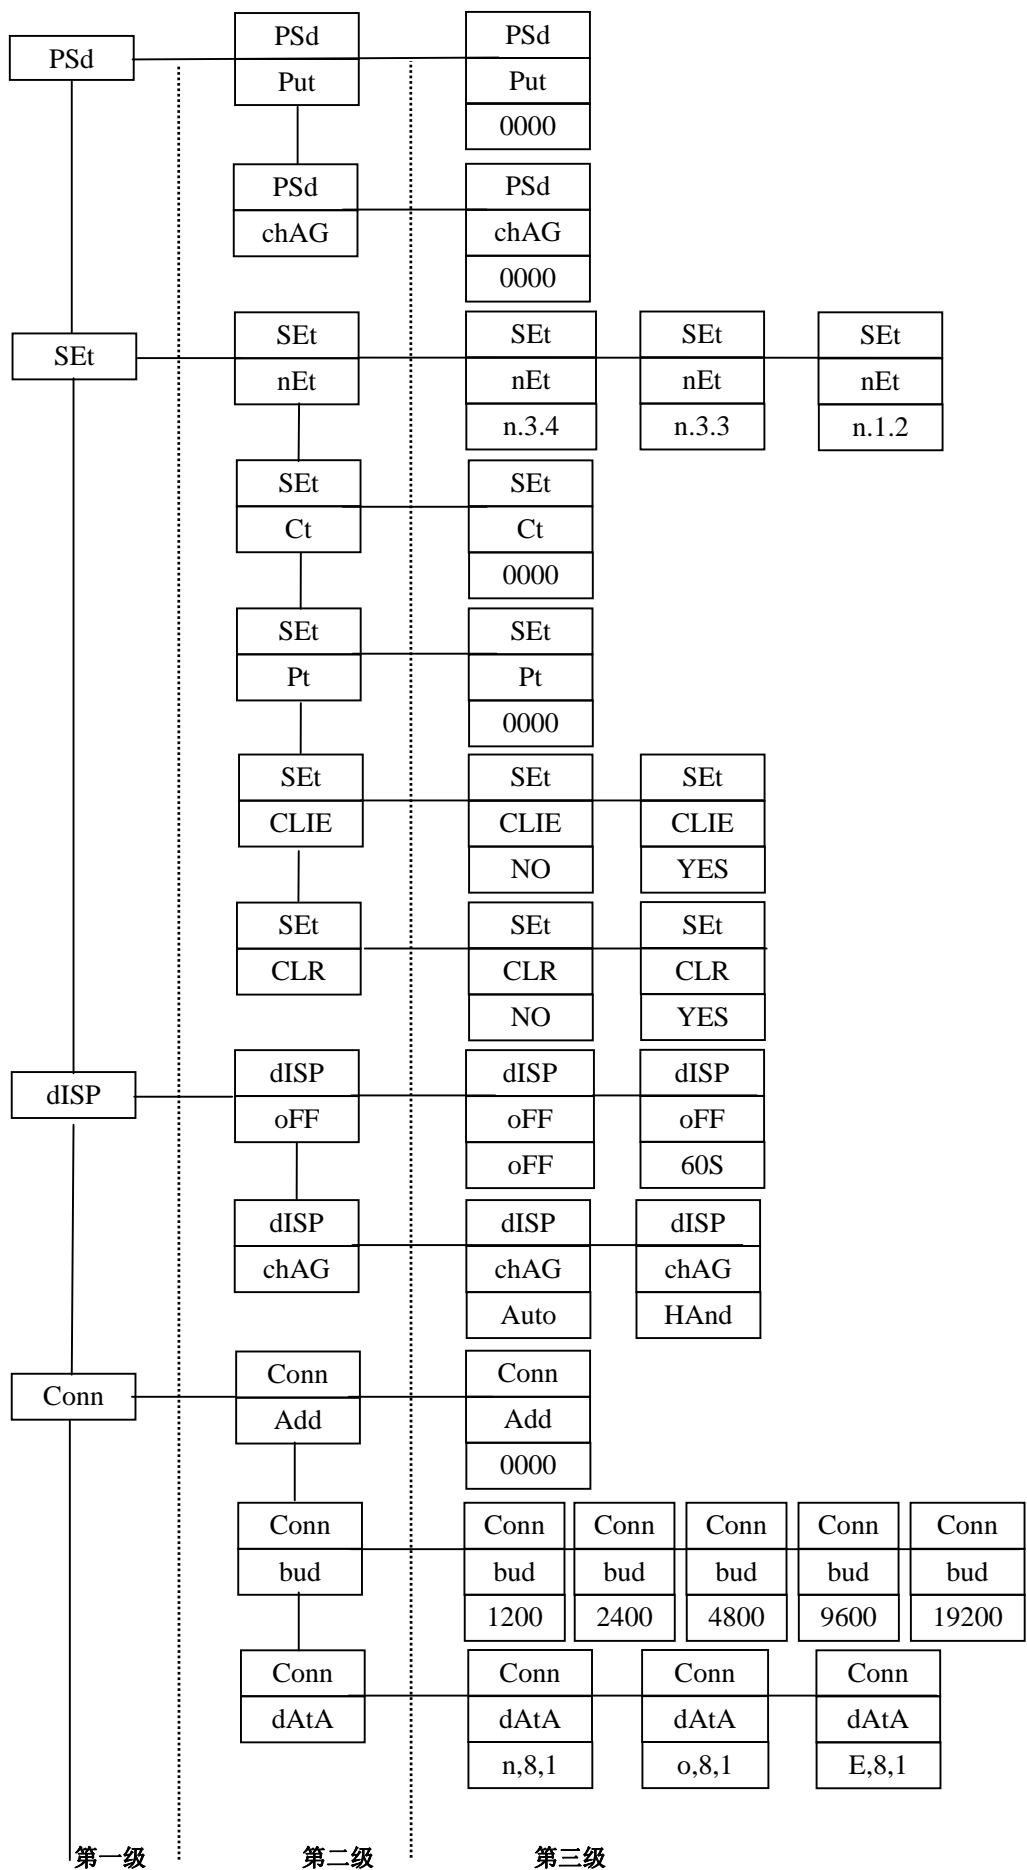 PSd
PSd
Put
PSd
Put
0000
PSd
chAG
PSd
chAG
0000
SEt
SEt
nEt
SEt
nEt
n.3.4
SEt
nEt
n.3.3
SEt
nEt
n.1.2
SEt
Ct
SEt
Ct
0000
SEt
Pt
SEt
Pt
0000
SEt
CLIE
SEt
CLIE
NO
SEt
CLIE
YES
SEt
CLR
SEt
CLR
NO
SEt
CLR
YES
dISP
dISP
oFF
dISP
oFF
oFF
dISP
oFF
60S
dISP
chAG
dISP
chAG
Auto
dISP
chAG
HAnd
Conn
Conn
Add
Conn
Add
0000
Conn
bud
Conn
bud
1200
Conn
bud
2400
Conn
bud
4800
Conn
bud
9600
Conn
bud
19200
Conn
dAtA
Conn
dAtA
n,8,1
Conn
dAtA
o,8,1
Conn
dAtA
E,8,1
第一级
第二级
第三级